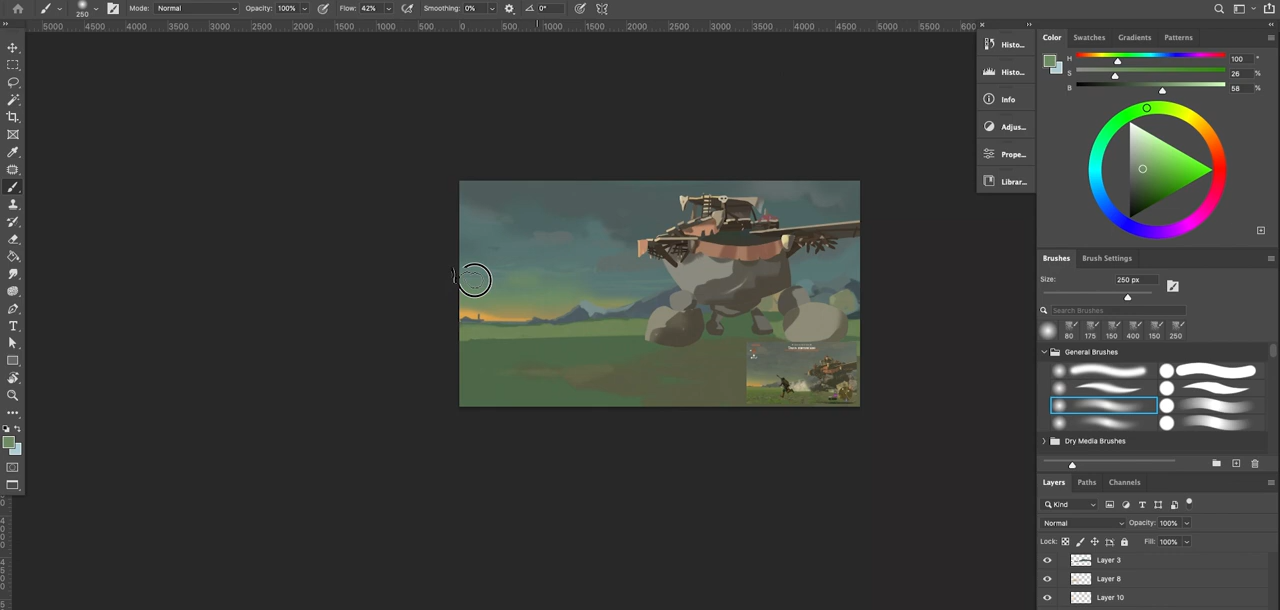 250 Mode: Normal Opacity: 100% Flow: 42% Smoothing: 0% 0°
5000 4500 4000 3500 3000 2500 2000 1500 1000 500 0 500 1000 1500 2000 2500 3000 3500 4000 4500 5000 5500
Histo...
Histo...
Info
Adjus...
Prope...
Librar...
Color Swatches Gradients Patterns
H 100 °
S 26 %
B 58 %
Brushes Brush Settings
Size: 250 px
Search Brushes
80 175 150 400 150 250
General Brushes
Dry Media Brushes
Layers Paths Channels
Kind
Normal Opacity: 100%
Lock: Fill: 100%
Layer 3
Layer 8
Layer 10